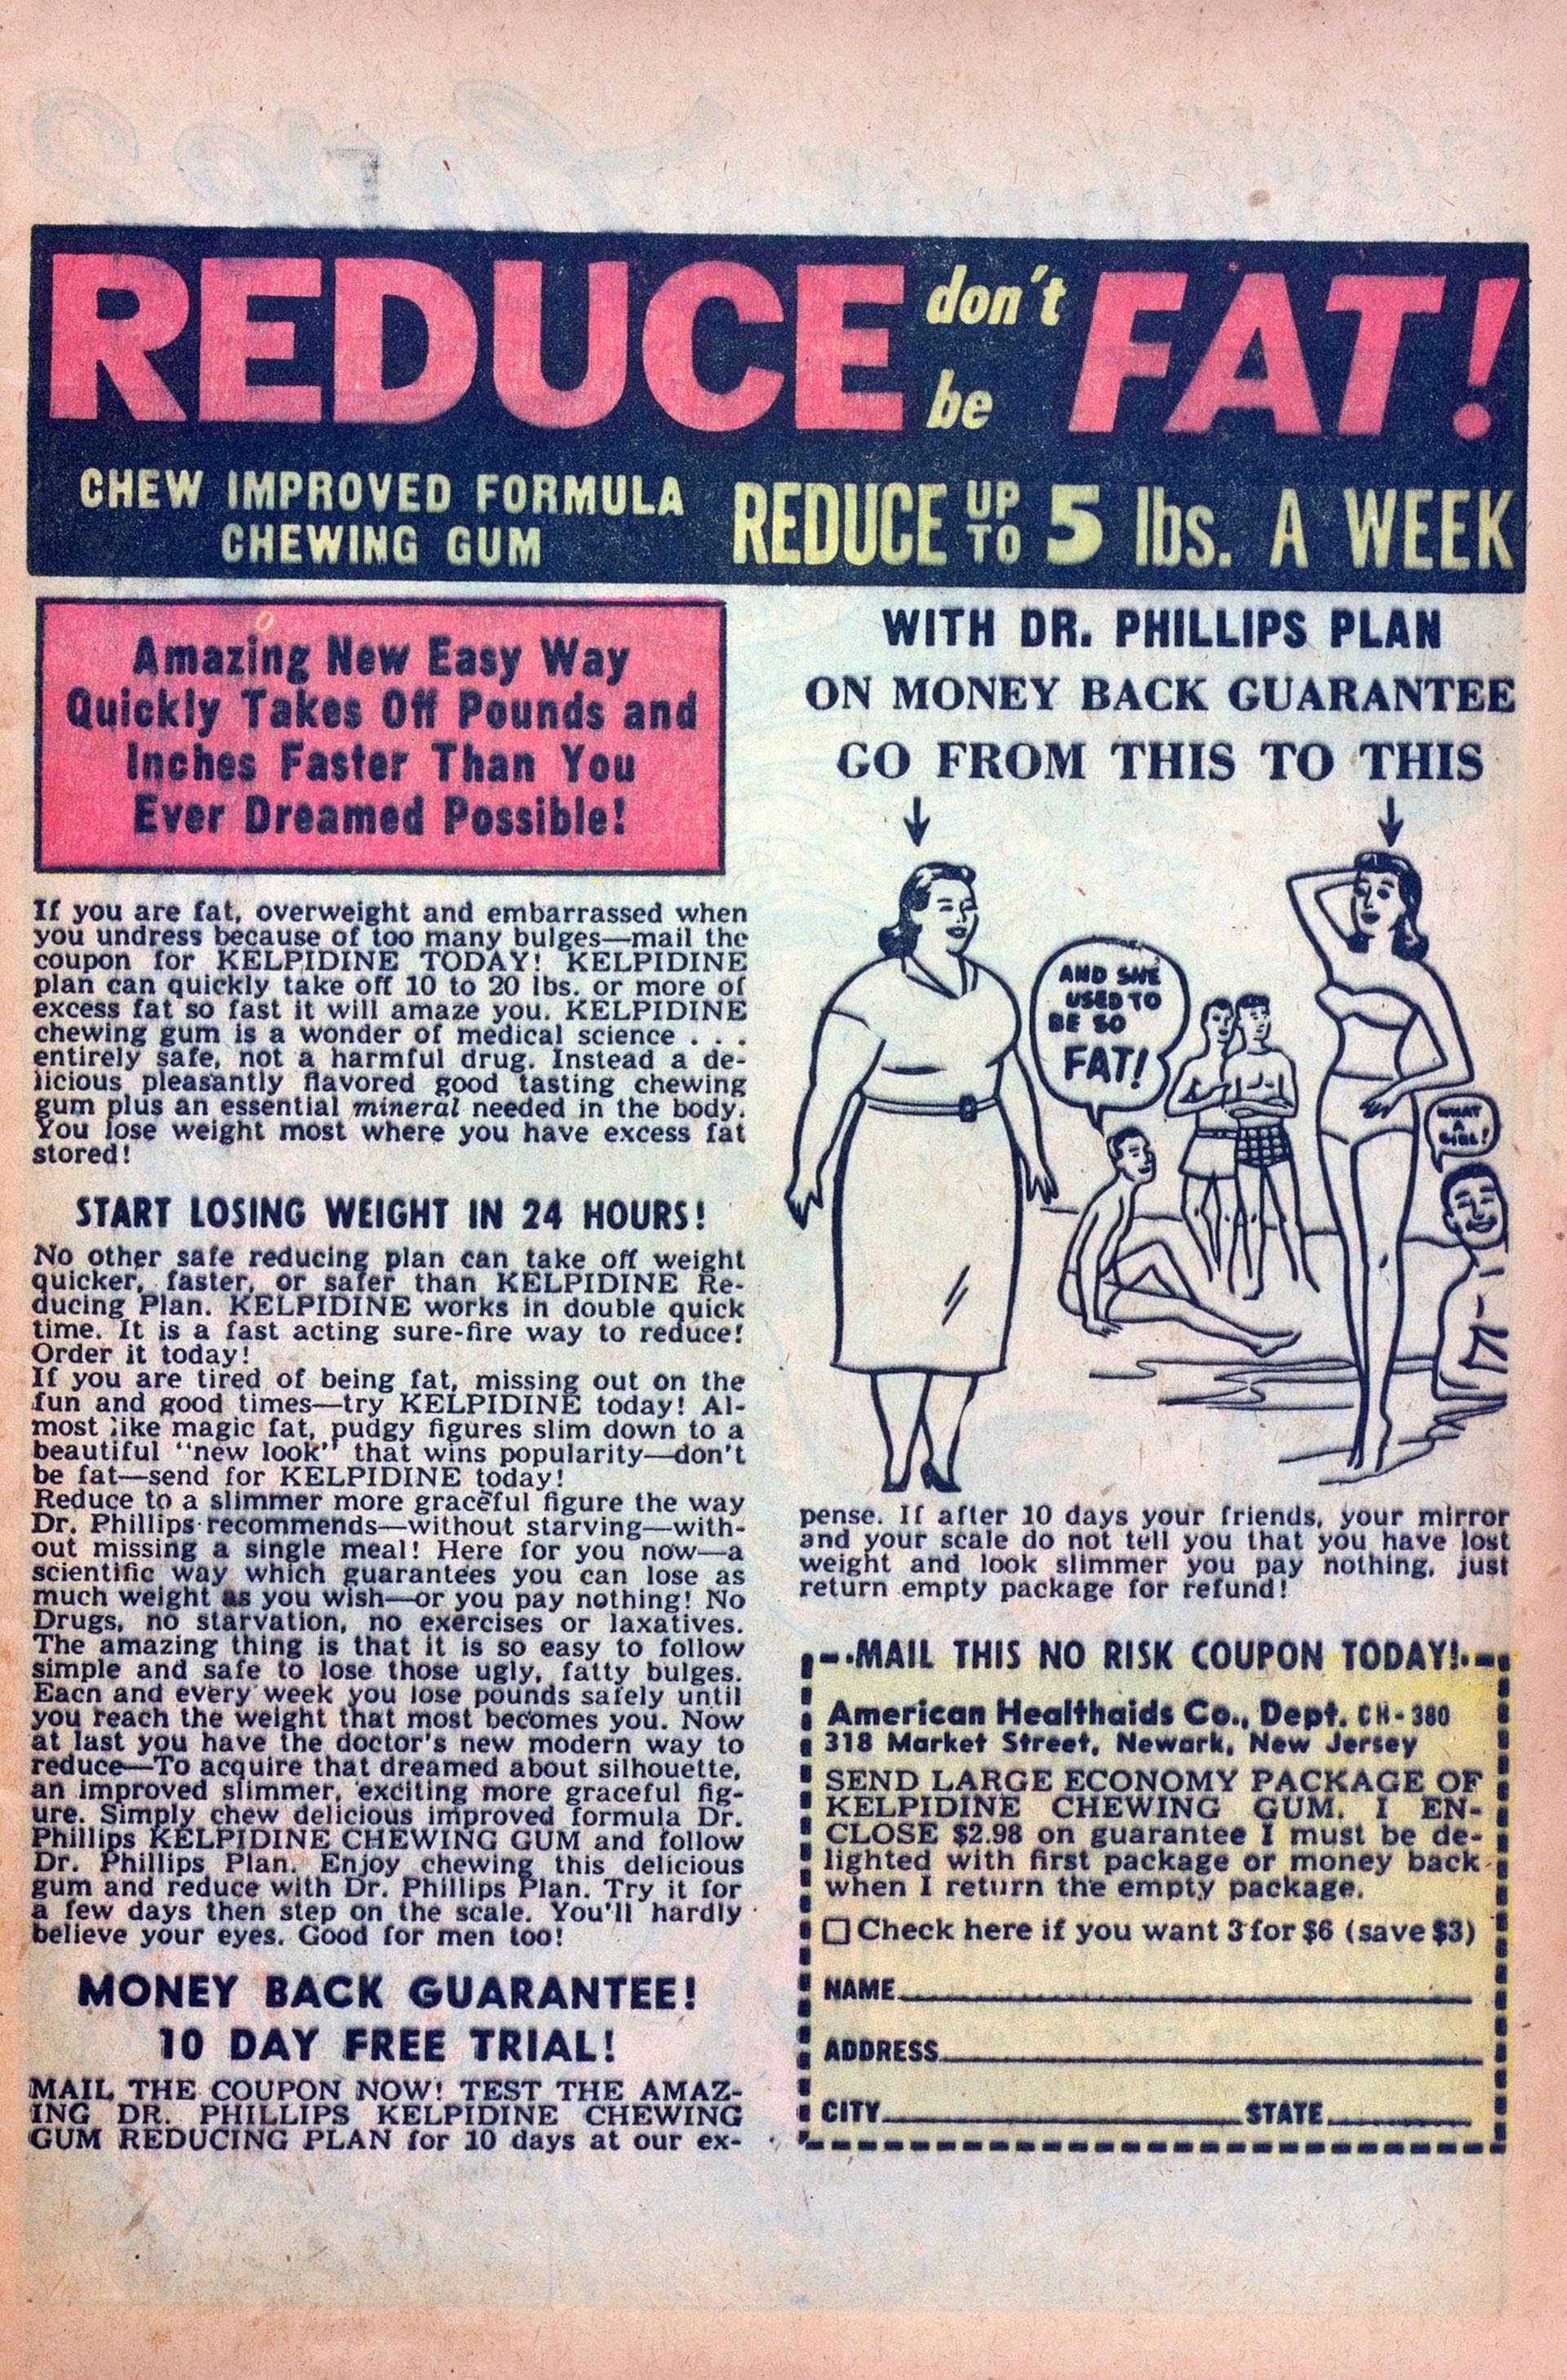 REDUCE don't be FAT!
CHEW IMPROVED FORMULA
CHEWING GUM
REDUCE UP TO 5 lbs. A WEEK
Amazing New Easy Way
Quickly Takes Off Pounds and
Inches Faster Than You
Ever Dreamed Possible!
If you are fat, overweight and embarrassed when
you undress because of too many bulges—mail the
coupon for KELPIDINE TODAY! KELPIDINE
plan can quickly take off 10 to 20 lbs. or more of
excess fat so fast it will amaze you. KELPIDINE
chewing gum is a wonder of medical science . . .
entirely safe, not a harmful drug. Instead a de-
licious pleasantly flavored good tasting chewing
gum plus an essential mineral needed in the body.
You lose weight most where you have excess fat
stored!
START LOSING WEIGHT IN 24 HOURS!
No other safe reducing plan can take off weight
quicker, faster, or safer than KELPIDINE Re-
ducing Plan. KELPIDINE works in double quick
time. It is a fast acting sure-fire way to reduce!
Order it today!
If you are tired of being fat, missing out on the
fun and good times—try KELPIDINE today! Al-
most like magic fat, pudgy figures slim down to a
beautiful "new look" that wins popularity—don't
be fat—send for KELPIDINE today!
Reduce to a slimmer more graceful figure the way
Dr. Phillips recommends—without starving—with-
out missing a single meal! Here for you now—a
scientific way which guarantees you can lose as
much weight as you wish—or you pay nothing! No
Drugs, no starvation, no exercises or laxatives.
The amazing thing is that it is so easy to follow
simple and safe to lose those ugly, fatty bulges.
Each and every week you lose pounds safely until
you reach the weight that most becomes you. Now
at last you have the doctor's new modern way to
reduce—To acquire that dreamed about silhouette,
an improved slimmer, exciting more graceful fig-
ure. Simply chew delicious improved formula Dr.
Phillips KELPIDINE CHEWING GUM and follow
Dr. Phillips Plan. Enjoy chewing this delicious
gum and reduce with Dr. Phillips Plan. Try it for
a few days then step on the scale. You'll hardly
believe your eyes. Good for men too!
MONEY BACK GUARANTEE!
10 DAY FREE TRIAL!
MAIL THE COUPON NOW! TEST THE AMAZ-
ING DR. PHILLIPS KELPIDINE CHEWING
GUM REDUCING PLAN for 10 days at our ex-
WITH DR. PHILLIPS PLAN
ON MONEY BACK GUARANTEE
GO FROM THIS TO THIS
AND SHE
USED TO
BE SO
FAT!
WHAT
A
GIRL!
pense. If after 10 days your friends, your mirror
and your scale do not tell you that you have lost
weight and look slimmer you pay nothing, just
return empty package for refund!
MAIL THIS NO RISK COUPON TODAY!
American Healthaids Co., Dept. CH-380
318 Market Street, Newark, New Jersey
SEND LARGE ECONOMY PACKAGE OF
KELPIDINE CHEWING GUM. I EN-
CLOSE $2.98 on guarantee I must be de-
lighted with first package or money back
when I return the empty package.
Check here if you want 3 for $6 (save $3)
NAME
ADDRESS
CITY STATE